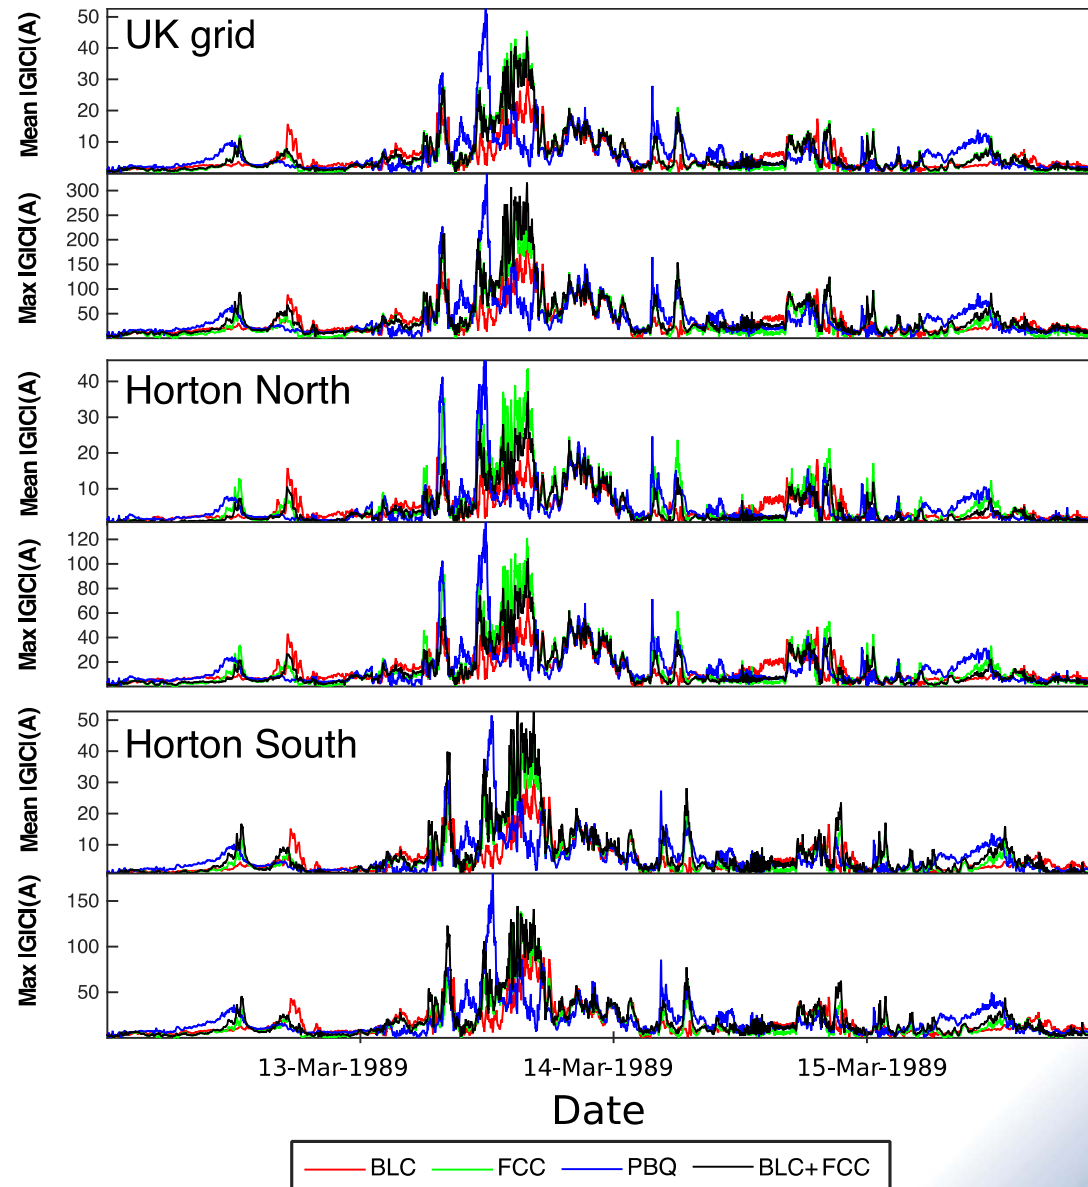 UK grid
Mean |GIC|(A)
50
40
30
20
10
Max |GIC|(A)
300
250
200
150
100
50
Horton North
Mean |GIC|(A)
40
30
20
10
Max |GIC|(A)
120
100
80
60
40
20
Horton South
Mean |GIC|(A)
50
40
30
20
10
Max |GIC|(A)
150
100
50
13-Mar-1989 14-Mar-1989 15-Mar-1989
Date
BLC FCC PBQ BLC+FCC